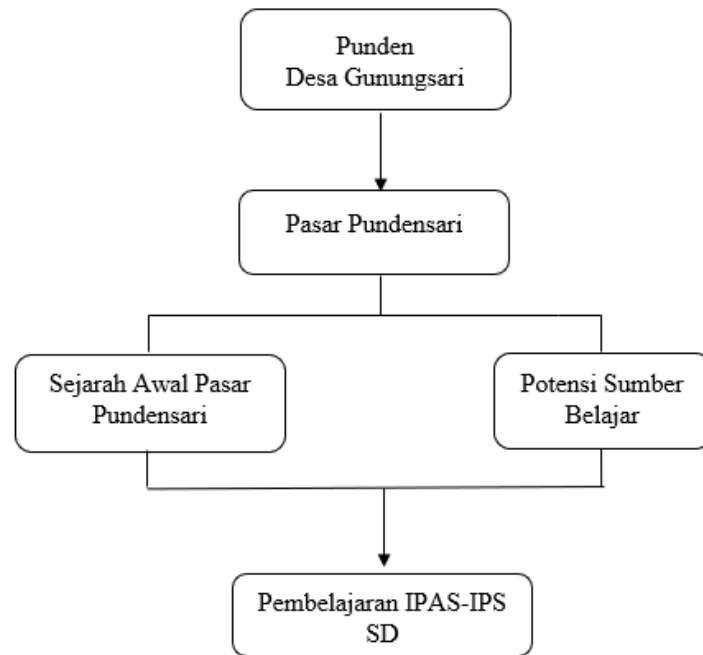 Punden
Desa Gunungsari
Pasar Pundensari
Sejarah Awal Pasar
Pundensari
Potensi Sumber
Belajar
Pembelajaran IPAS-IPS
SD